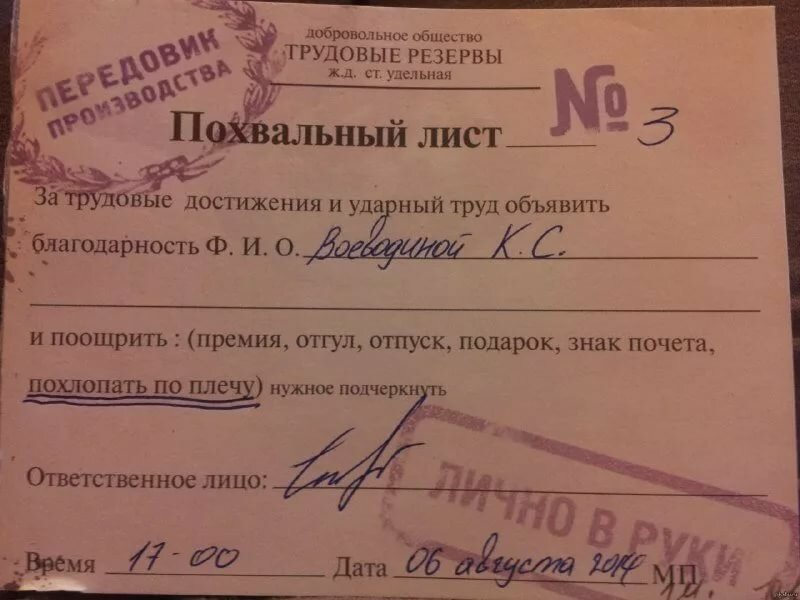 ПЕРЕДОВИК
ПРОИЗВОДСТВА
добровольное общество
ТРУДОВЫЕ РЕЗЕРВЫ
ж.д. ст. удельная
Похвальный лист № 3
За трудовые достижения и ударный труд объявить
благодарность Ф. И. О. Воеводиной К. С.
и поощрить : (премия, отгул, отпуск, подарок, знак почета,
похлопать по плечу) нужное подчеркнуть
Ответственное лицо:
ЛИЧНО В РУКИ
Время 17-00 Дата 06 августа 2014 МП